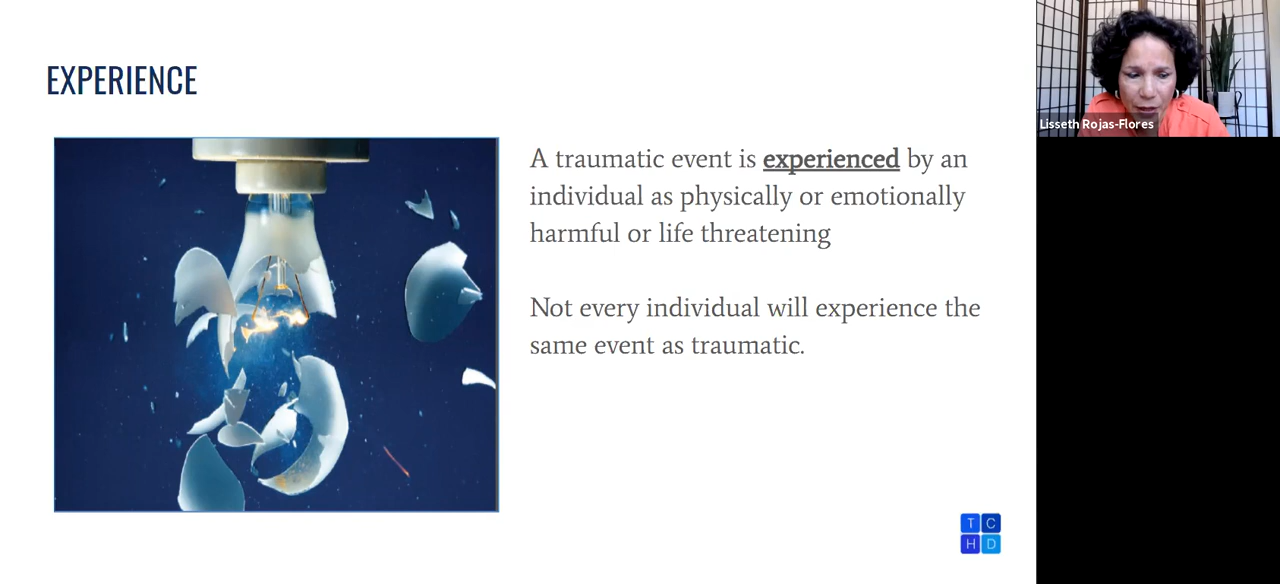 EXPERIENCE
A traumatic event is experienced by an
individual as physically or emotionally
harmful or life threatening
Not every individual will experience the
same event as traumatic.
Lisseth Rojas-Flores
T C
H D